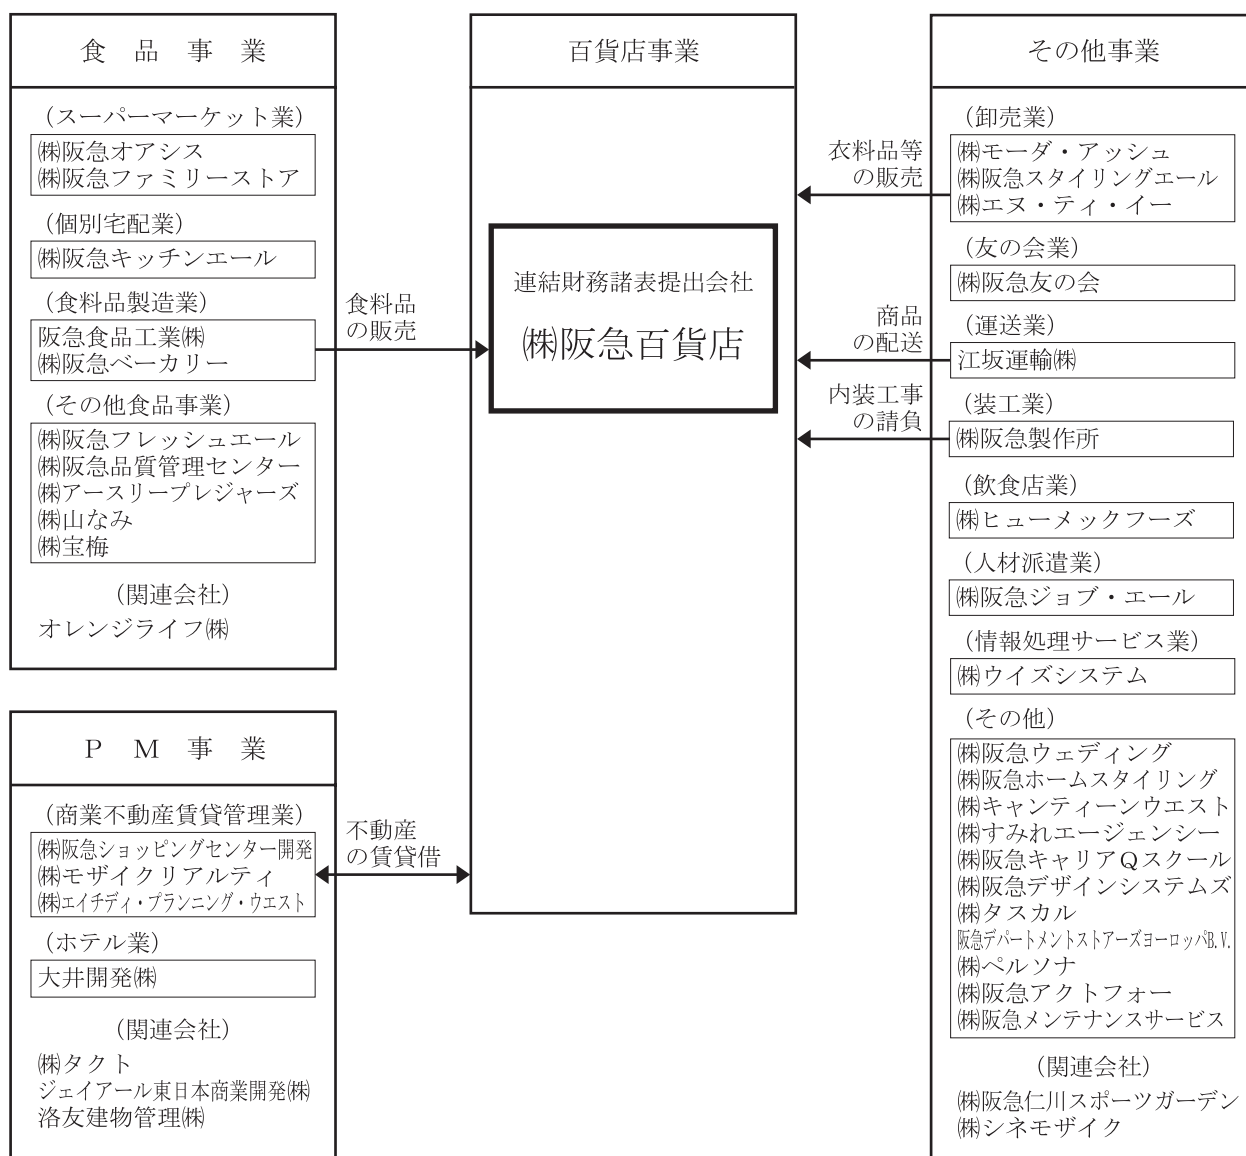 食品事業
(スーパーマーケット業)
㈱阪急オアシス
㈱阪急ファミリーストア
(個別宅配業)
㈱阪急キッチンエール
(食料品製造業)
阪急食品工業㈱
㈱阪急ベーカリー
(その他食品事業)
㈱阪急フレッシュエール
㈱阪急品質管理センター
㈱アースリープレジャーズ
㈱山なみ
㈱宝梅
(関連会社)
オレンジライフ㈱
食料品
の販売
PM事業
(商業不動産賃貸管理業)
㈱阪急ショッピングセンター開発
㈱モザイクリアルティ
㈱エイチディ・プランニング・ウエスト
(ホテル業)
大井開発㈱
(関連会社)
㈱タクト
ジェイアール東日本商業開発㈱
洛友建物管理㈱
不動産
の賃貸借
百貨店事業
連結財務諸表提出会社
㈱阪急百貨店
衣料品等
の販売
商品
の配送
内装工事
の請負
その他事業
(卸売業)
㈱モーダ・アッシュ
㈱阪急スタイリングエール
㈱エヌ・ティ・イー
(友の会業)
㈱阪急友の会
(運送業)
江坂運輸㈱
(装工業)
㈱阪急製作所
(飲食店業)
㈱ヒューメックフーズ
(人材派遣業)
㈱阪急ジョブ・エール
(情報処理サービス業)
㈱ウイズシステム
(その他)
㈱阪急ウェディング
㈱阪急ホームスタイリング
㈱キャンティーンウエスト
㈱すみれエージェンシー
㈱阪急キャリアQスクール
㈱阪急デザインシステムズ
㈱タスカル
阪急デパートメントストアーズヨーロッパB.V.
㈱ペルソナ
㈱阪急アクトフォー
㈱阪急メンテナンスサービス
(関連会社)
㈱阪急仁川スポーツガーデン
㈱シネモザイク